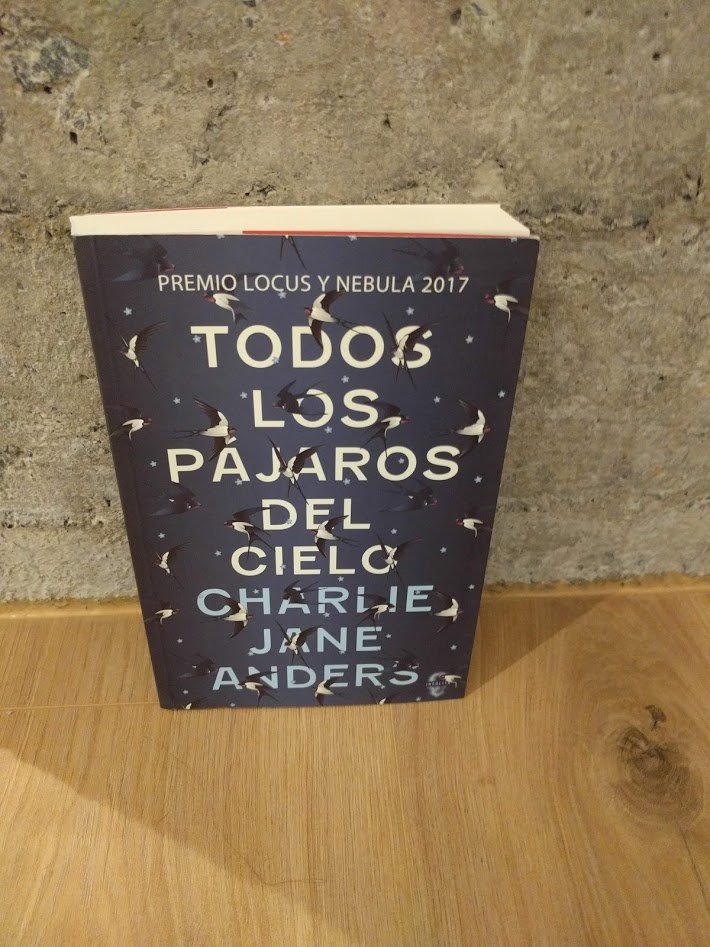 PREMIO LOCUS Y NEBULA 2017
TODOS
LOS
PÁJAROS
DEL
CIELO
CHARLIE
JANE
ANDERS